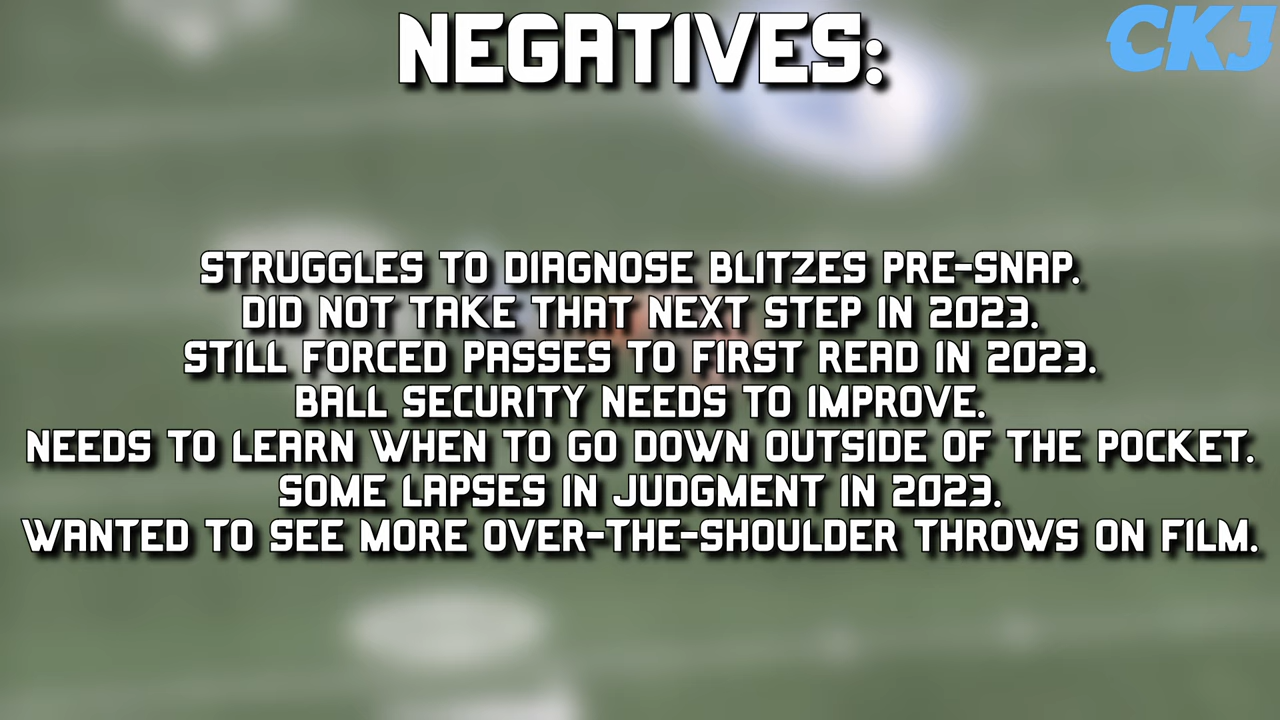 NEGATIVES:
CKJ
STRUGGLES TO DIAGNOSE BLITZES PRE-SNAP.
DID NOT TAKE THAT NEXT STEP IN 2023.
STILL FORCED PASSES TO FIRST READ IN 2023.
BALL SECURITY NEEDS TO IMPROVE.
NEEDS TO LEARN WHEN TO GO DOWN OUTSIDE OF THE POCKET.
SOME LAPSES IN JUDGMENT IN 2023.
WANTED TO SEE MORE OVER-THE-SHOULDER THROWS ON FILM.